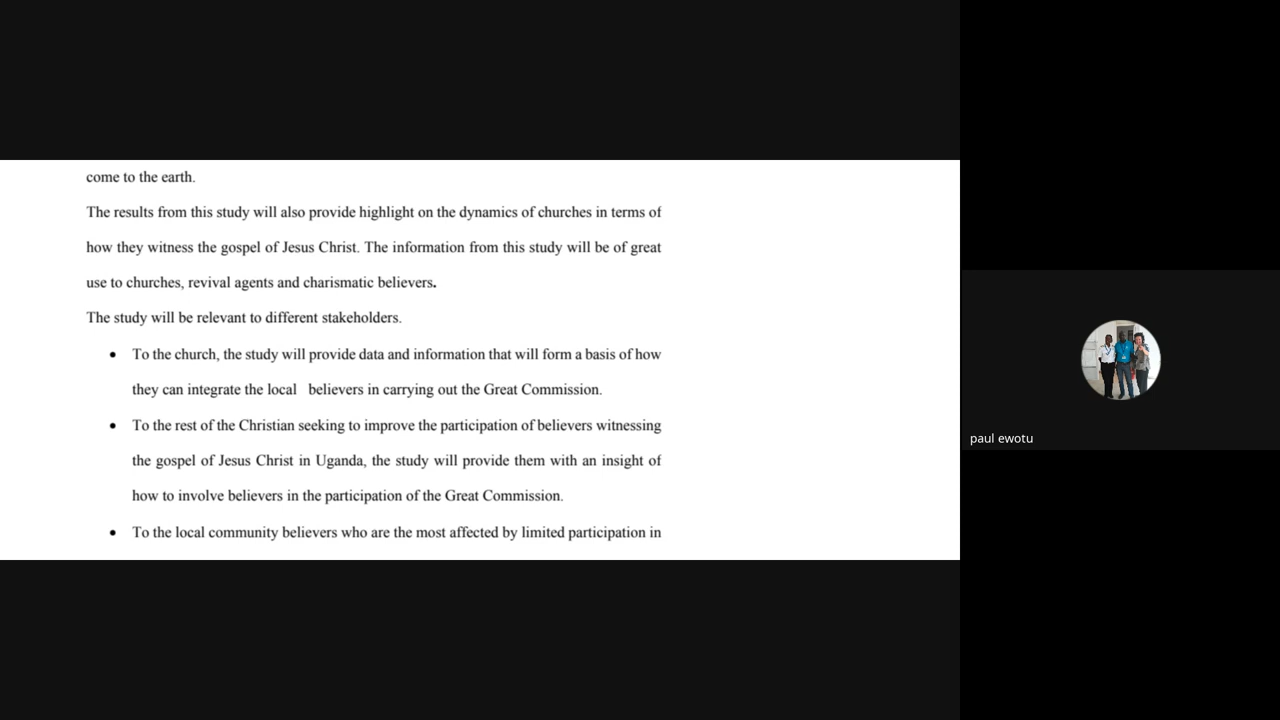 come to the earth.
The results from this study will also provide highlight on the dynamics of churches in terms of
how they witness the gospel of Jesus Christ. The information from this study will be of great
use to churches, revival agents and charismatic believers.
The study will be relevant to different stakeholders.
• To the church, the study will provide data and information that will form a basis of how
they can integrate the local believers in carrying out the Great Commission.
• To the rest of the Christian seeking to improve the participation of believers witnessing
the gospel of Jesus Christ in Uganda, the study will provide them with an insight of
how to involve believers in the participation of the Great Commission.
• To the local community believers who are the most affected by limited participation in
paul ewotu